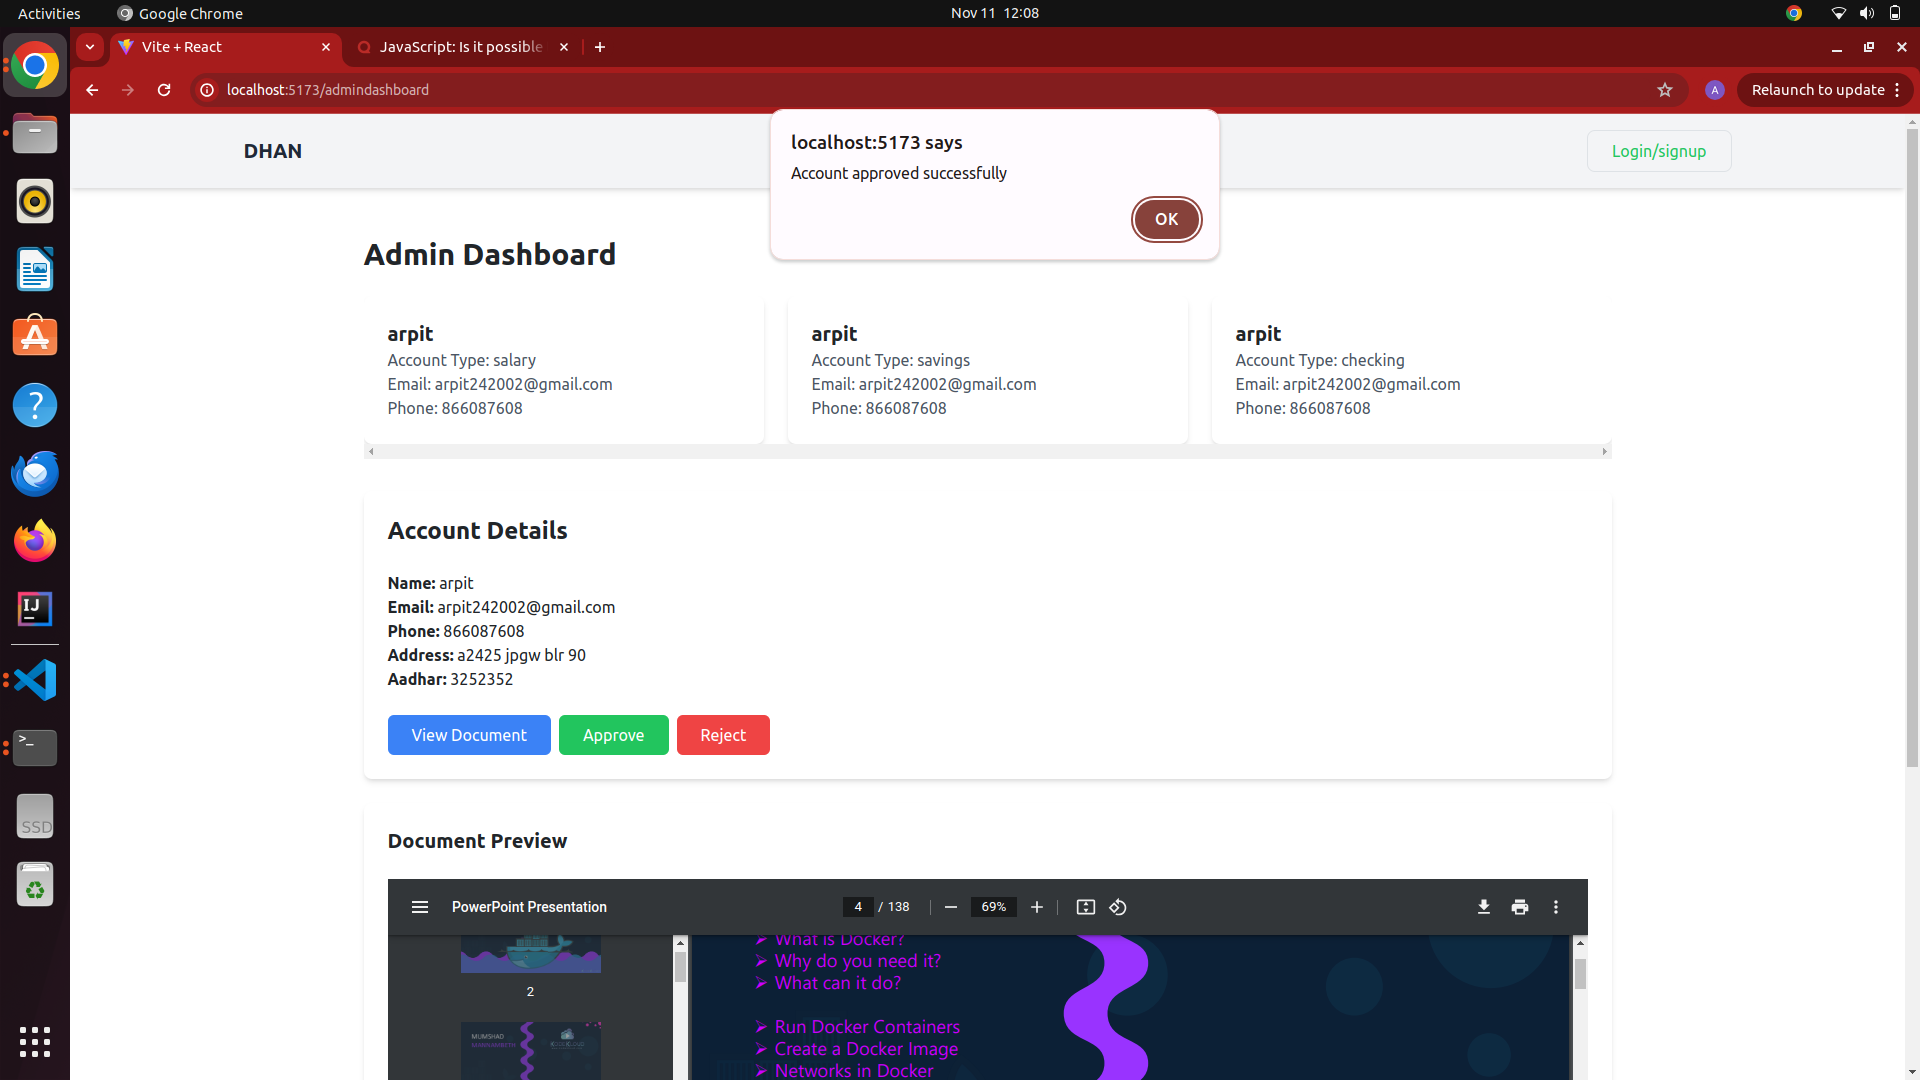 Activities
Google Chrome
Nov 11 12:08
Vite + React
JavaScript: Is it possible
localhost:5173/admindashboard
A
Relaunch to update
DHAN
Login/signup
localhost:5173 says
Account approved successfully
OK
Admin Dashboard
arpit
Account Type: salary
Email: arpit242002@gmail.com
Phone: 866087608
arpit
Account Type: savings
Email: arpit242002@gmail.com
Phone: 866087608
arpit
Account Type: checking
Email: arpit242002@gmail.com
Phone: 866087608
Account Details
Name: arpit
Email: arpit242002@gmail.com
Phone: 866087608
Address: a2425 jpgw blr 90
Aadhar: 3252352
View Document
Approve
Reject
Document Preview
PowerPoint Presentation
4 / 138
69%
2
MUMSHAD
What is Docker?
Why do you need it?
What can it do?
Run Docker Containers
Create a Docker Image
Networks in Docker
IJ
SSD